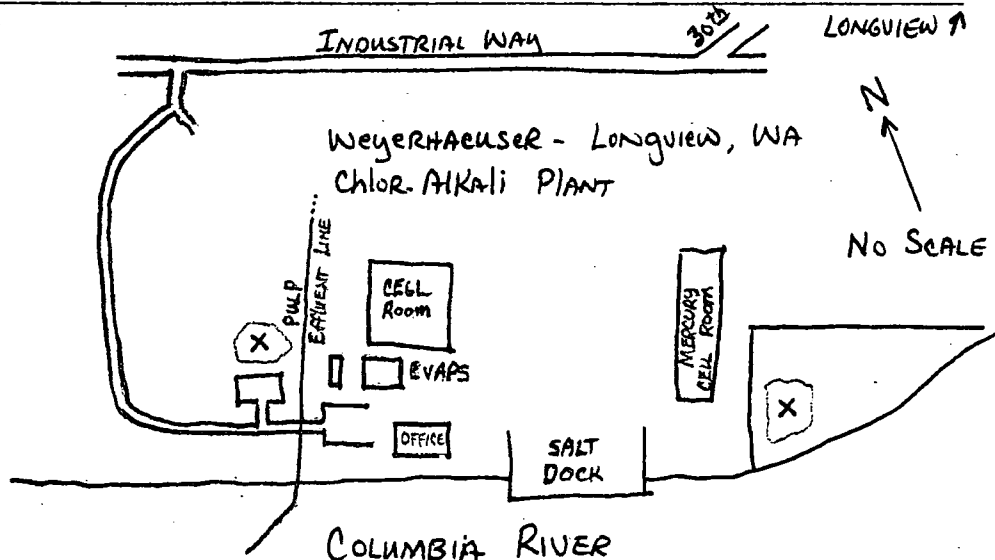 INDUSTRIAL WAY
30th
LONGVIEW
N
WEYERHAEUSER - LONGVIEW, WA
CHLOR-ALKALI PLANT
NO SCALE
PULP
EFFLUENT LINE
CELL
ROOM
MERCURY
CELL ROOM
X
EVAPS
X
OFFICE
SALT
DOCK
COLUMBIA RIVER